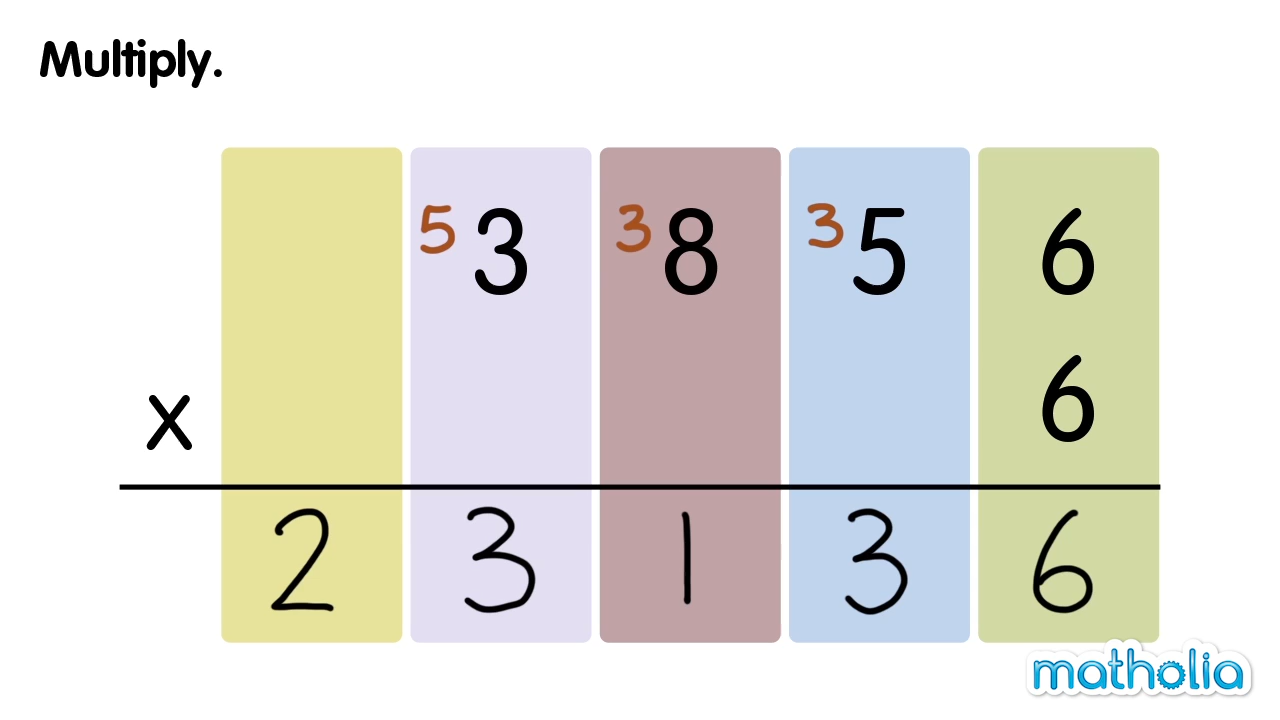 Multiply.
5 3 3 8 3 5 6
x 6
2 3 1 3 6
matholia